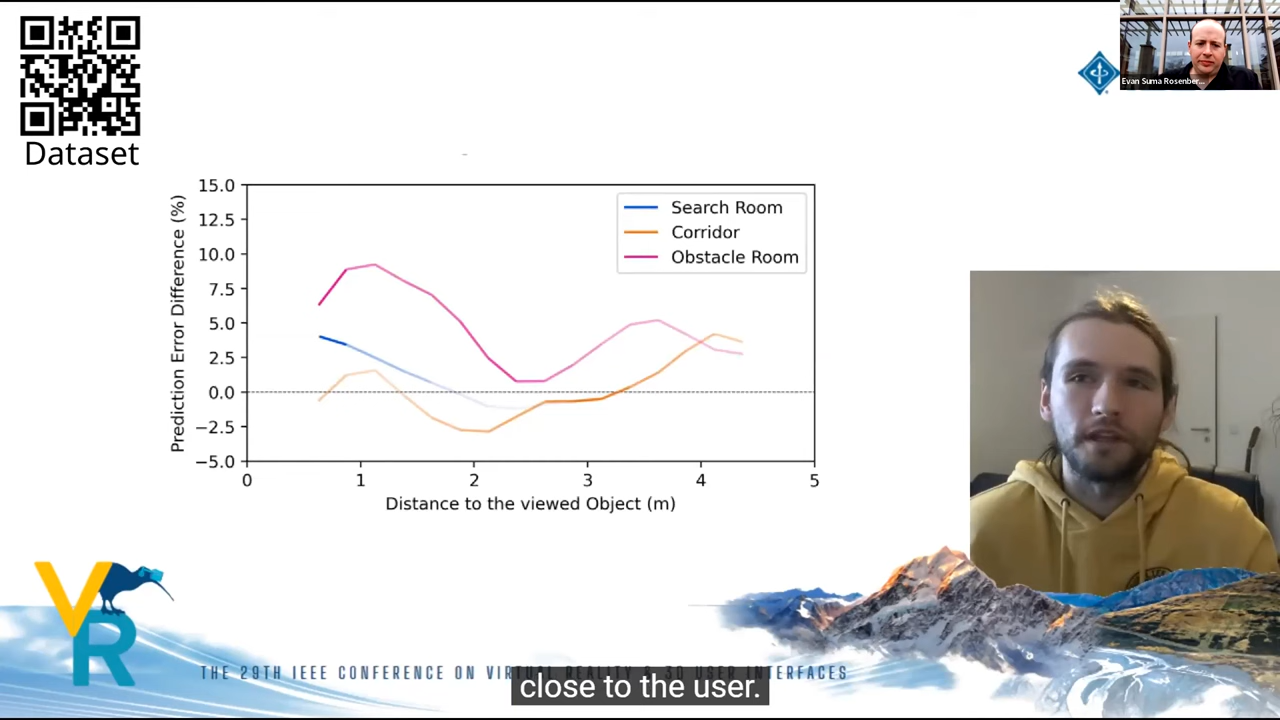 Dataset
Evan Suma Rosenber...
15.0
12.5
10.0
7.5
5.0
2.5
0.0
−2.5
−5.0
Prediction Error Difference (%)
Search Room
Corridor
Obstacle Room
0 1 2 3 4 5
Distance to the viewed Object (m)
VR
THE 29TH IEEE CONFERENCE ON VIRTUAL REALITY & 3D USER INTERFACES
close to the user.